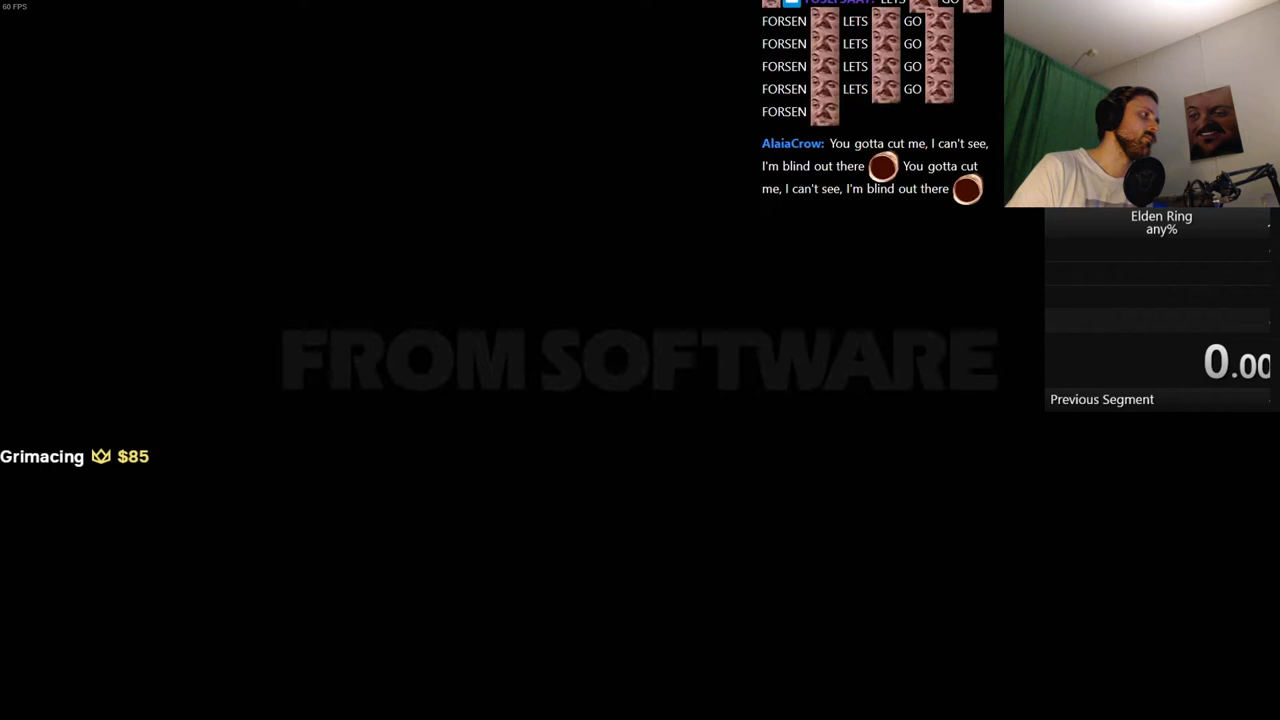 60 FPS
LETS GO
FORSEN LETS GO
FORSEN LETS GO
FORSEN LETS GO
FORSEN LETS GO
FORSEN
AlaiaCrow: You gotta cut me, I can't see,
I'm blind out there You gotta cut
me, I can't see, I'm blind out there
Elden Ring
any%
0.00
Previous Segment
FROM SOFTWARE
Grimacing $85